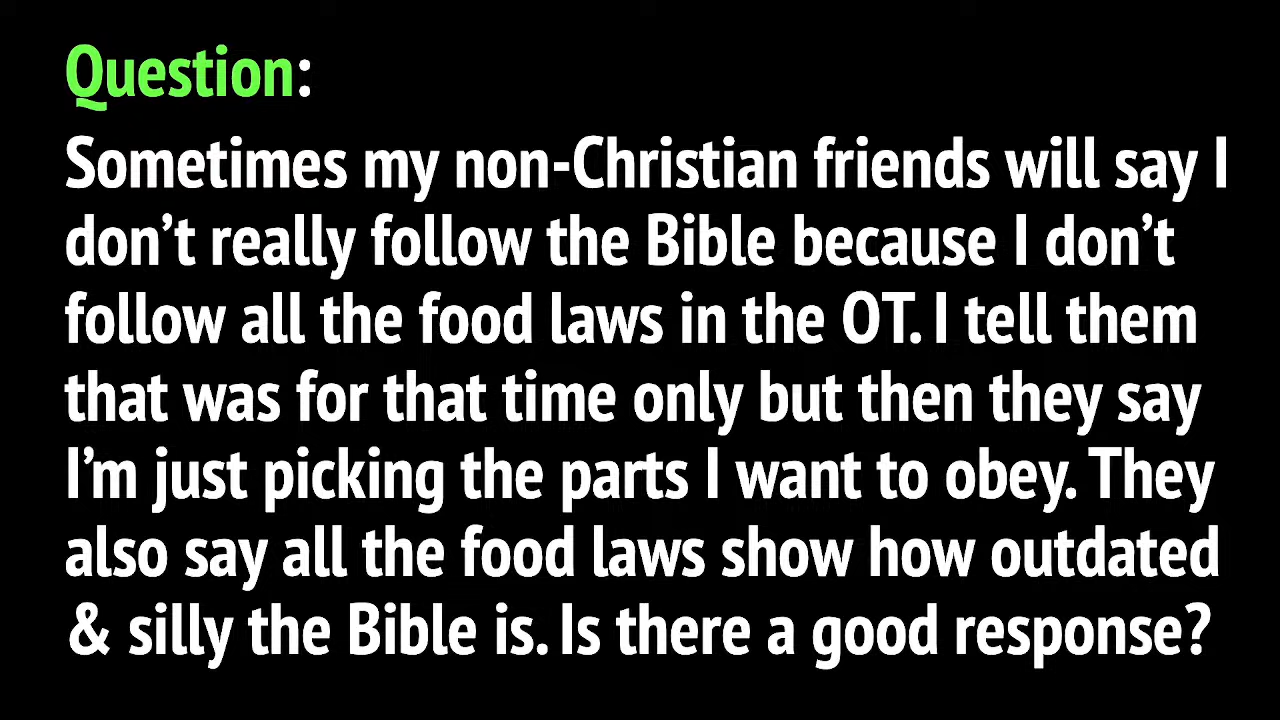 Question:
Sometimes my non-Christian friends will say I
don’t really follow the Bible because I don’t
follow all the food laws in the OT. I tell them
that was for that time only but then they say
I’m just picking the parts I want to obey. They
also say all the food laws show how outdated
& silly the Bible is. Is there a good response?